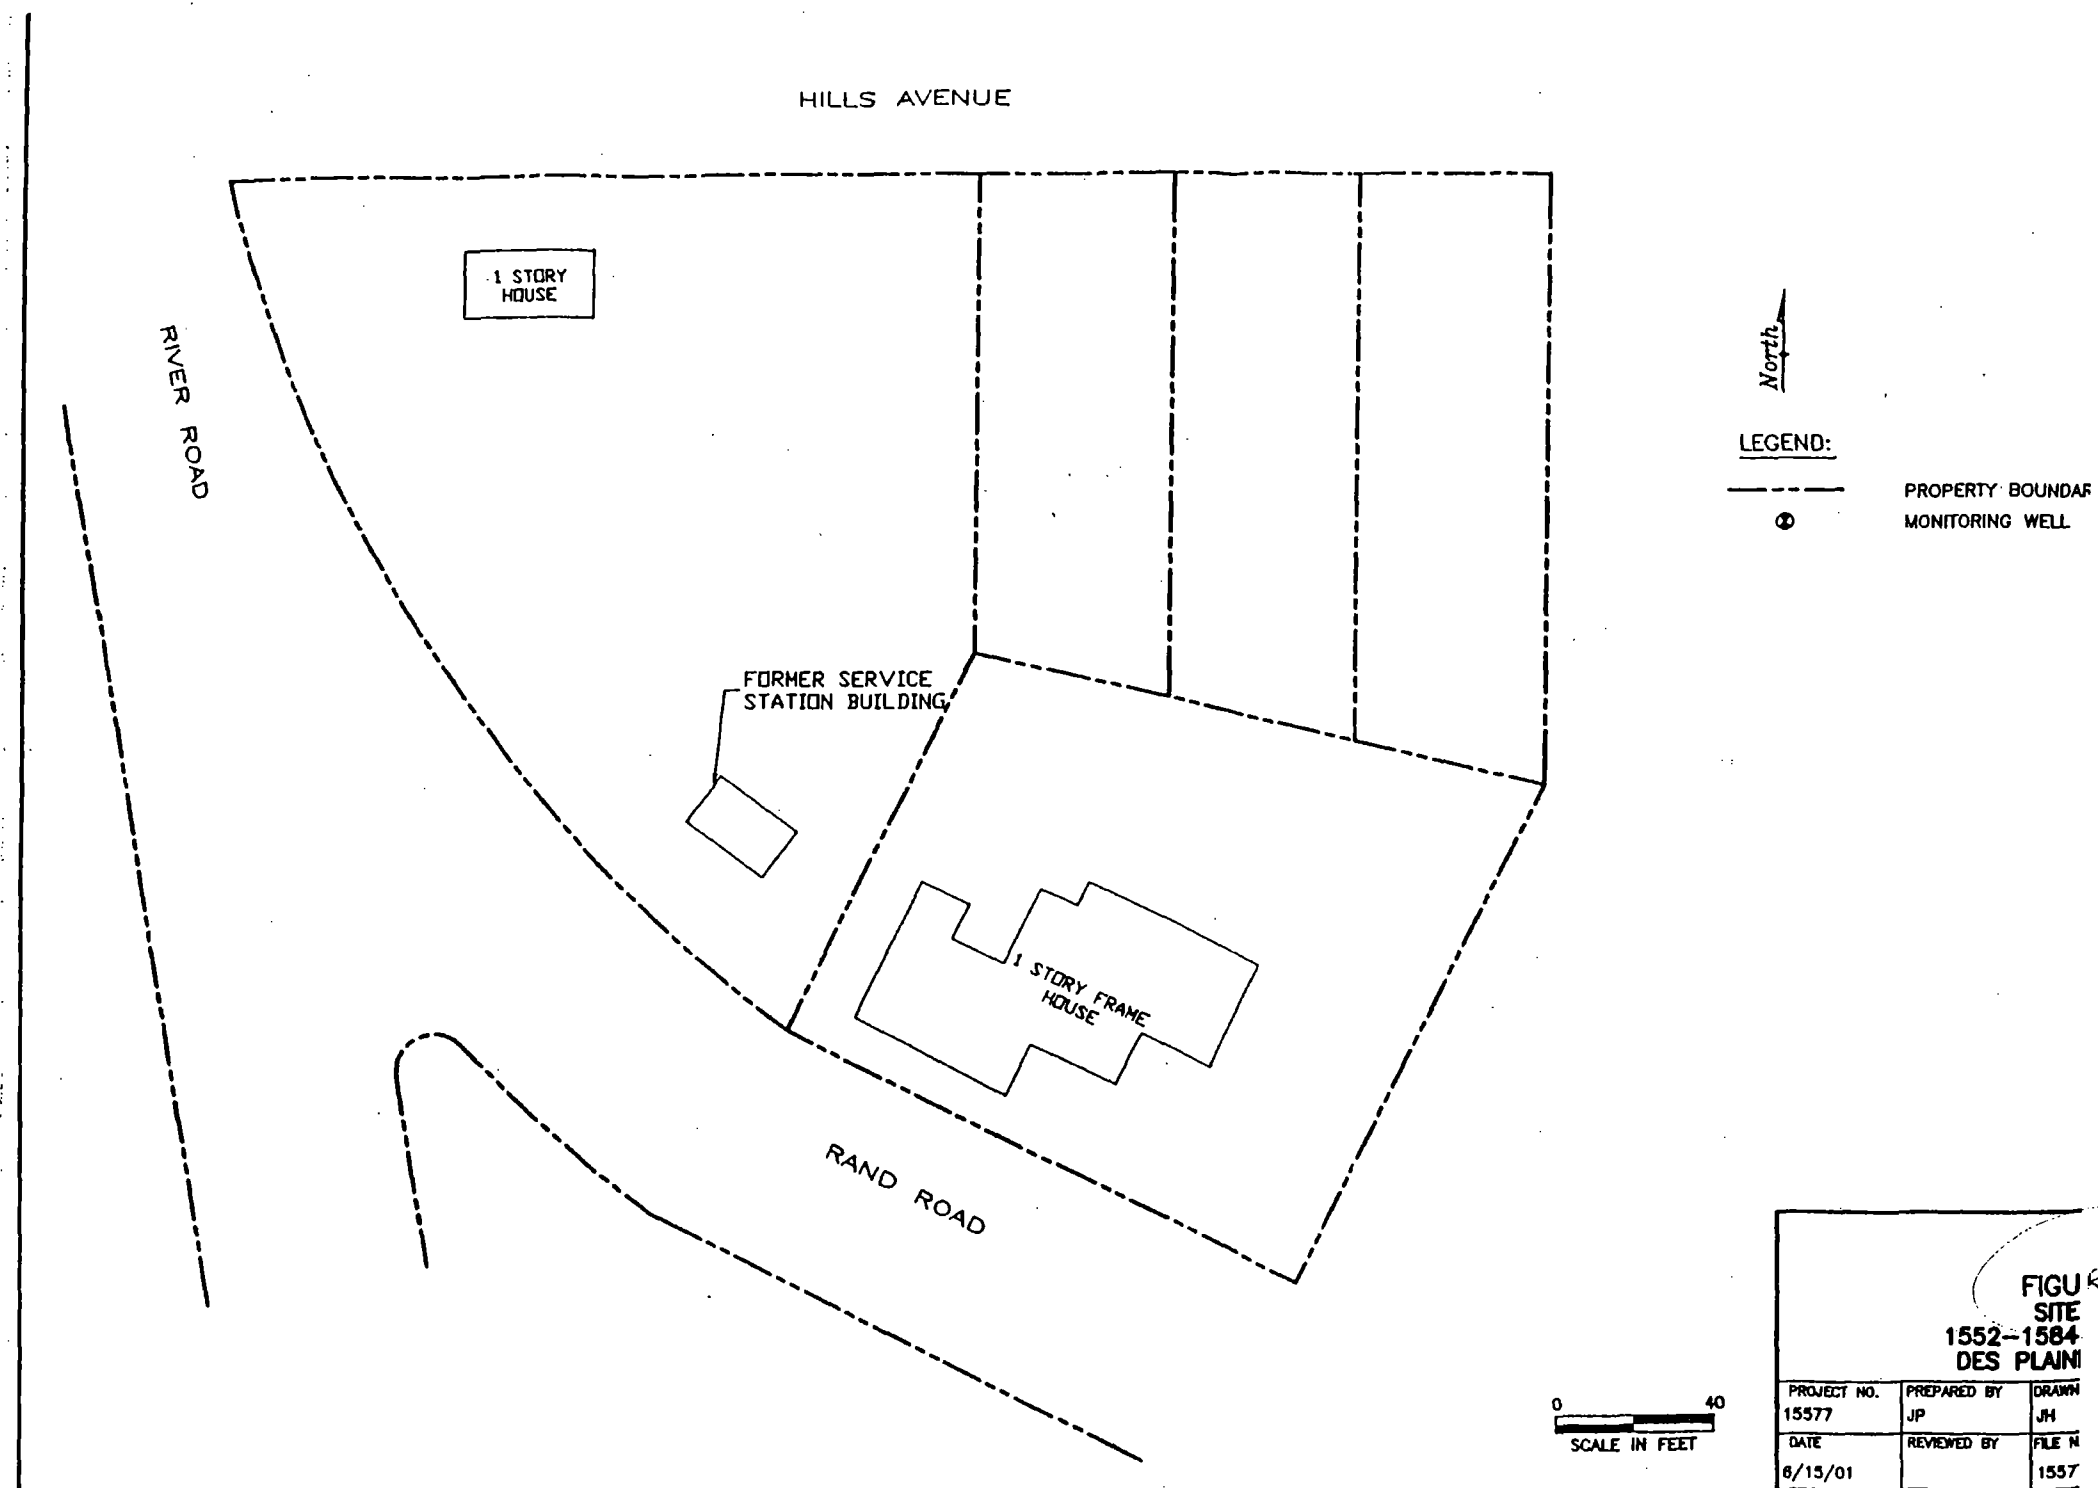 HILLS AVENUE
1 STORY
HOUSE
RIVER ROAD
North
LEGEND:
PROPERTY BOUNDAR
MONITORING WELL
FORMER SERVICE
STATION BUILDING
1 STORY FRAME
HOUSE
RAND ROAD
0 40
SCALE IN FEET
FIGUR
SITE
1552-1584
DES PLAIN
PROJECT NO. PREPARED BY DRAWN
15577 JP JH
DATE REVIEWED BY FILE N
6/15/01 1557